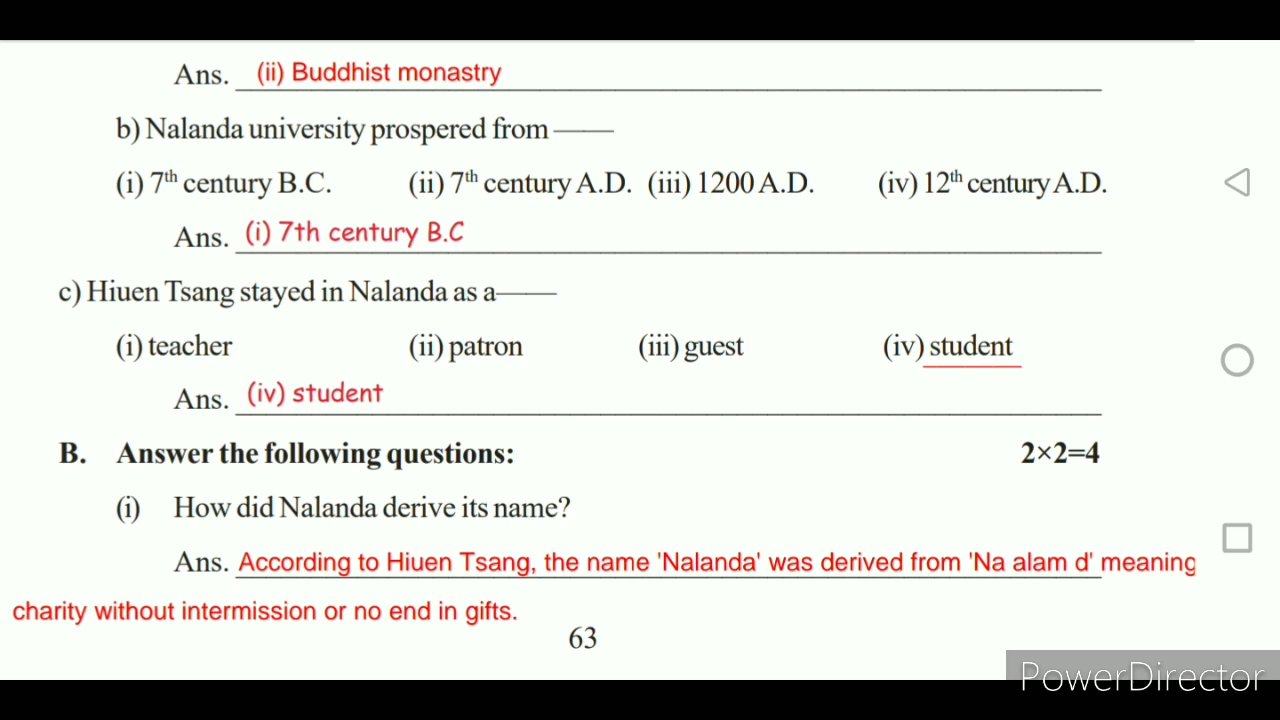 Ans. (ii) Buddhist monastry
b) Nalanda university prospered from ——
(i) 7th century B.C. (ii) 7th century A.D. (iii) 1200 A.D. (iv) 12th century A.D.
Ans. (i) 7th century B.C
c) Hiuen Tsang stayed in Nalanda as a——
(i) teacher (ii) patron (iii) guest (iv) student
Ans. (iv) student
B. Answer the following questions: 2×2=4
(i) How did Nalanda derive its name?
Ans. According to Hiuen Tsang, the name 'Nalanda' was derived from 'Na alam d' meaning
charity without intermission or no end in gifts.
63
PowerDirector